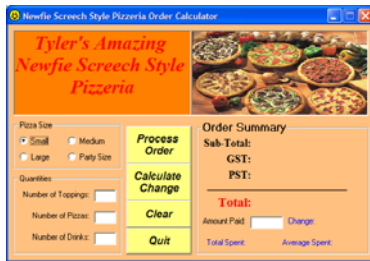 Newfie Screech Style Pizzeria Order Calculator
Tyler's Amazing
Newfie Screech Style
Pizzeria
Pizza Size
Small
Medium
Large
Party Size
Quantities
Number of Toppings:
Number of Pizzas:
Number of Drinks:
Process
Order
Calculate
Change
Clear
Quit
Order Summary
Sub-Total:
GST:
PST:
Total:
Amount Paid:
Change:
Total Spent:
Average Spent: